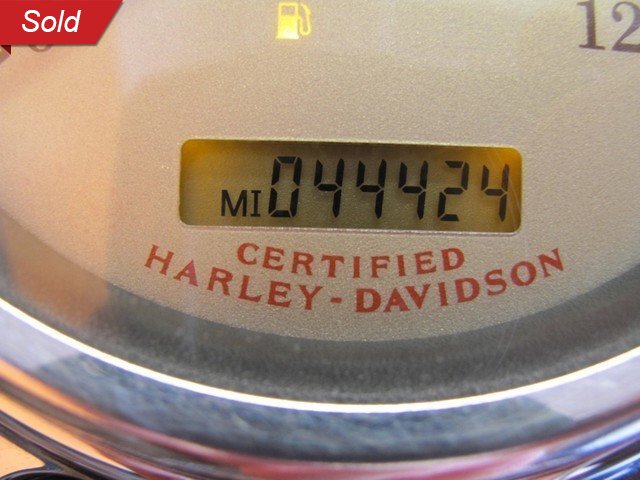 Sold
12
MI 044424
CERTIFIED
HARLEY-DAVIDSON